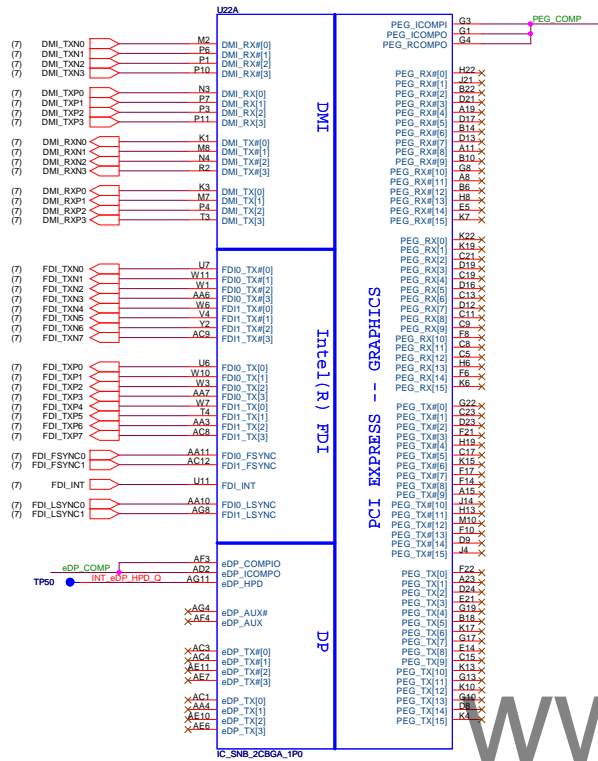 U22A
(7) DMI_TXN0 M2 DMI_RX#[0]
(7) DMI_TXN1 P6 DMI_RX#[1]
(7) DMI_TXN2 P1 DMI_RX#[2]
(7) DMI_TXN3 P10 DMI_RX#[3]
(7) DMI_TXP0 N3 DMI_RX[0]
(7) DMI_TXP1 P7 DMI_RX[1]
(7) DMI_TXP2 P3 DMI_RX[2]
(7) DMI_TXP3 P11 DMI_RX[3]
(7) DMI_RXN0 K1 DMI_TX#[0]
(7) DMI_RXN1 M8 DMI_TX#[1]
(7) DMI_RXN2 N4 DMI_TX#[2]
(7) DMI_RXN3 R2 DMI_TX#[3]
(7) DMI_RXP0 K3 DMI_TX[0]
(7) DMI_RXP1 M7 DMI_TX[1]
(7) DMI_RXP2 P4 DMI_TX[2]
(7) DMI_RXP3 T3 DMI_TX[3]
DMI
(7) FDI_TXN0 U7 FDI0_TX#[0]
(7) FDI_TXN1 W11 FDI0_TX#[1]
(7) FDI_TXN2 W1 FDI0_TX#[2]
(7) FDI_TXN3 AA6 FDI0_TX#[3]
(7) FDI_TXN4 W6 FDI1_TX#[0]
(7) FDI_TXN5 V4 FDI1_TX#[1]
(7) FDI_TXN6 Y2 FDI1_TX#[2]
(7) FDI_TXN7 AC9 FDI1_TX#[3]
(7) FDI_TXP0 U6 FDI0_TX[0]
(7) FDI_TXP1 W10 FDI0_TX[1]
(7) FDI_TXP2 W3 FDI0_TX[2]
(7) FDI_TXP3 AA7 FDI0_TX[3]
(7) FDI_TXP4 W7 FDI1_TX[0]
(7) FDI_TXP5 T4 FDI1_TX[1]
(7) FDI_TXP6 AA3 FDI1_TX[2]
(7) FDI_TXP7 AC8 FDI1_TX[3]
(7) FDI_FSYNC0 AA11 FDI0_FSYNC
(7) FDI_FSYNC1 AC12 FDI1_FSYNC
(7) FDI_INT U11 FDI_INT
(7) FDI_LSYNC0 AA10 FDI0_LSYNC
(7) FDI_LSYNC1 AG8 FDI1_LSYNC
Intel(R) FDI
AF3 eDP_COMPIO
eDP_COMP AD2 eDP_ICOMPO
TP50 INT_eDP_HPD_Q AG11 eDP_HPD
AG4 eDP_AUX#
AF4 eDP_AUX
AC3 eDP_TX#[0]
AC4 eDP_TX#[1]
AE11 eDP_TX#[2]
AE7 eDP_TX#[3]
AC1 eDP_TX[0]
AA4 eDP_TX[1]
AE10 eDP_TX[2]
AE6 eDP_TX[3]
DP
PCI EXPRESS -- GRAPHICS
PEG_ICOMPI G3 PEG_COMP
PEG_ICOMPO G1
PEG_RCOMPO G4
PEG_RX#[0] H22
PEG_RX#[1] J21
PEG_RX#[2] B22
PEG_RX#[3] D21
PEG_RX#[4] A19
PEG_RX#[5] D17
PEG_RX#[6] B14
PEG_RX#[7] D13
PEG_RX#[8] A11
PEG_RX#[9] B10
PEG_RX#[10] G8
PEG_RX#[11] A8
PEG_RX#[12] B6
PEG_RX#[13] H8
PEG_RX#[14] E5
PEG_RX#[15] K7
PEG_RX[0] K22
PEG_RX[1] K19
PEG_RX[2] C21
PEG_RX[3] D19
PEG_RX[4] C19
PEG_RX[5] D16
PEG_RX[6] C13
PEG_RX[7] D12
PEG_RX[8] C11
PEG_RX[9] C9
PEG_RX[10] F8
PEG_RX[11] C8
PEG_RX[12] C5
PEG_RX[13] H6
PEG_RX[14] F6
PEG_RX[15] K6
PEG_TX#[0] G22
PEG_TX#[1] C23
PEG_TX#[2] D23
PEG_TX#[3] F21
PEG_TX#[4] H19
PEG_TX#[5] C17
PEG_TX#[6] K15
PEG_TX#[7] F17
PEG_TX#[8] F14
PEG_TX#[9] A15
PEG_TX#[10] J14
PEG_TX#[11] H13
PEG_TX#[12] M10
PEG_TX#[13] F10
PEG_TX#[14] D9
PEG_TX#[15] J4
PEG_TX[0] F22
PEG_TX[1] A23
PEG_TX[2] D24
PEG_TX[3] E21
PEG_TX[4] G19
PEG_TX[5] B18
PEG_TX[6] K17
PEG_TX[7] G17
PEG_TX[8] E14
PEG_TX[9] C15
PEG_TX[10] K13
PEG_TX[11] G13
PEG_TX[12] K10
PEG_TX[13] G10
PEG_TX[14] D8
PEG_TX[15] K4
IC_SNB_2CBGA_1P0